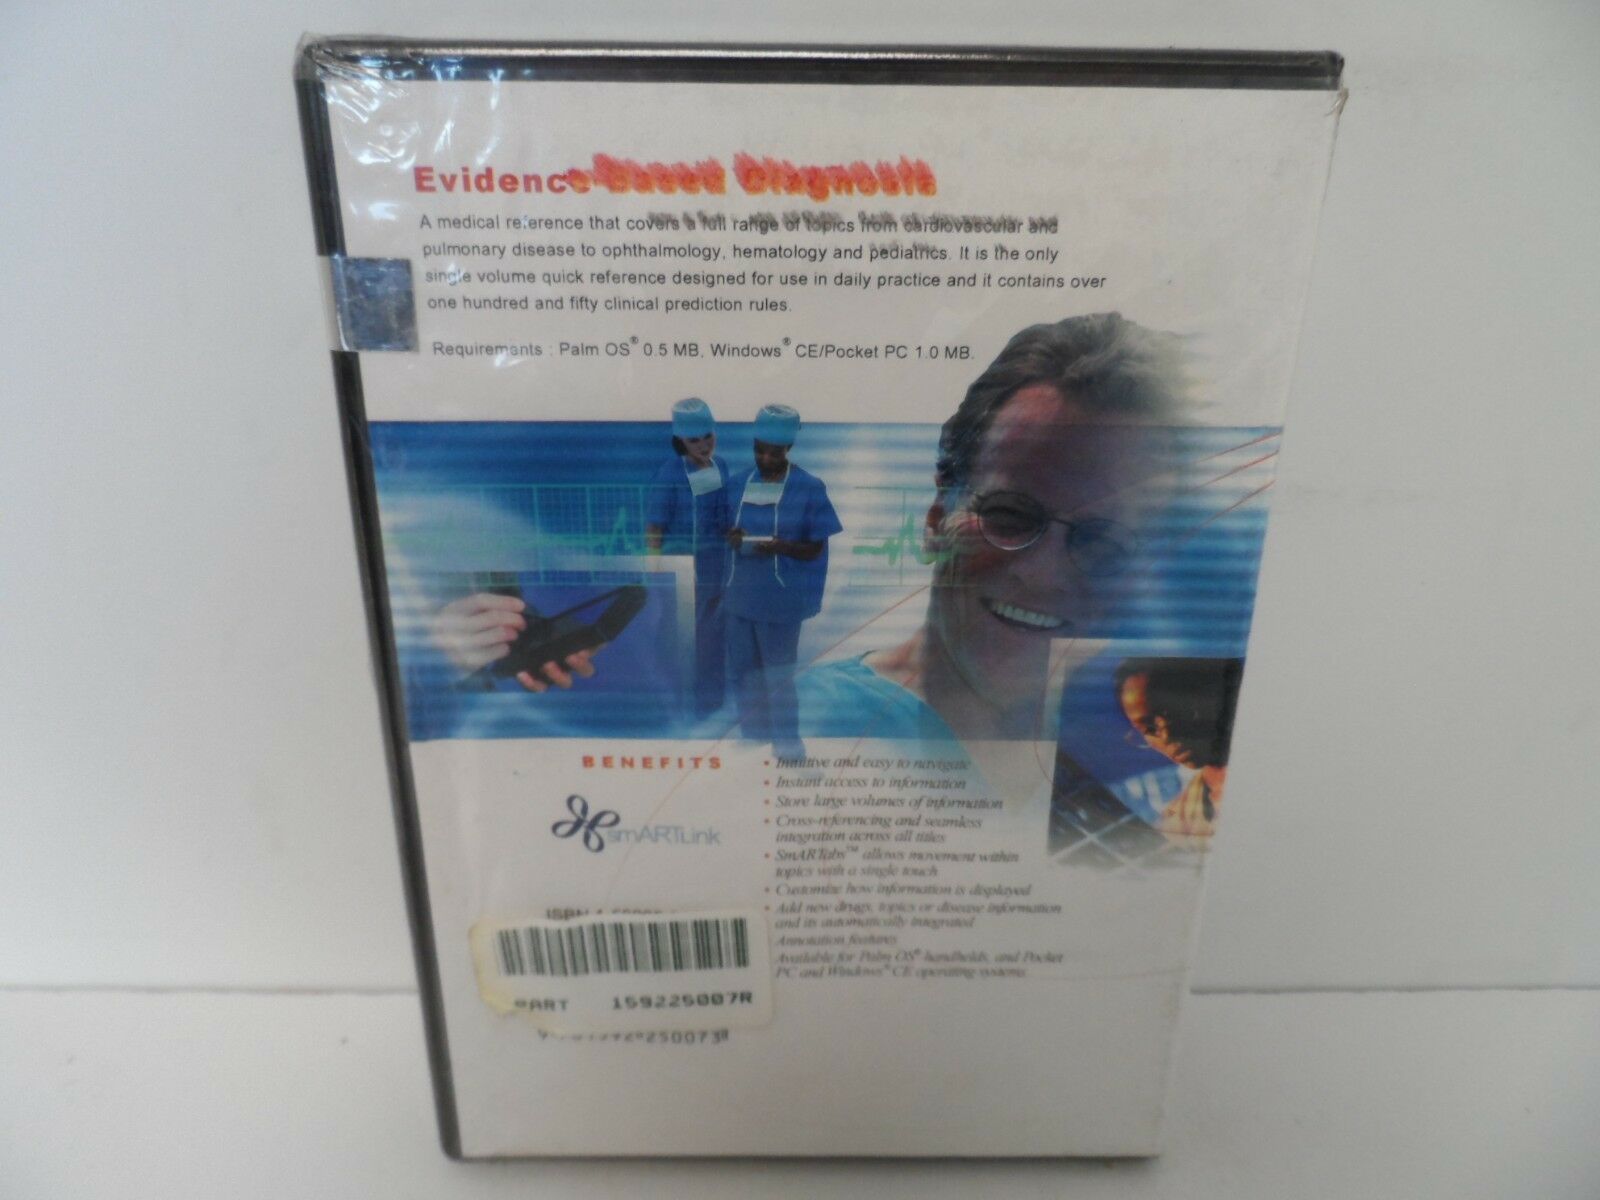 Evidence-Based Diagnosis
A medical reference that covers a full range of topics from cardiovascular and
pulmonary disease to ophthalmology, hematology and pediatrics. It is the only
single volume quick reference designed for use in daily practice and it contains over
one hundred and fifty clinical prediction rules.
Requirements : Palm OS® 0.5 MB, Windows® CE/Pocket PC 1.0 MB.
BENEFITS
smARTLink
• Intuitive and easy to navigate
• Instant access to information
• Store large volumes of information
• Cross-referencing and seamless
integration across all titles
• SmARTabs™ allows movement within
topics with a single touch
• Customize how information is displayed
• Add new drugs, topics or disease information
and its automatically integrated
Annotation features
Available for Palm OS® handhelds, and Pocket
PC and Windows® CE operating systems
ISBN
PART 159225007R
250073